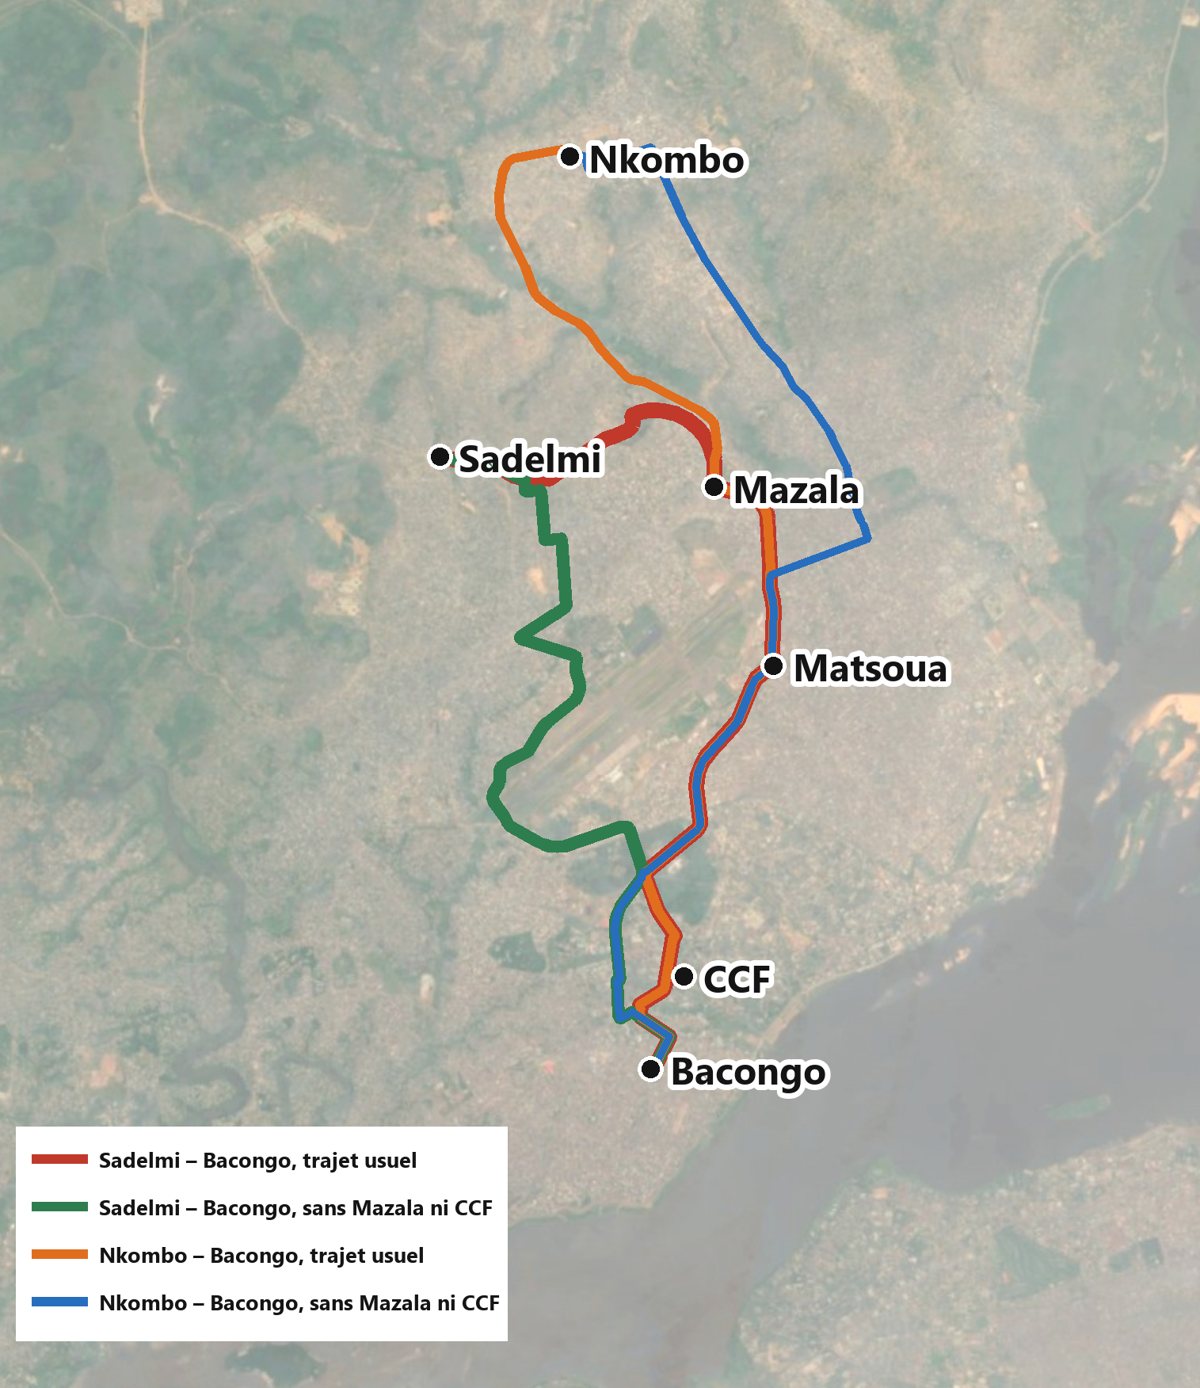 Nkombo
Sadelmi
Mazala
Matsoua
CCF
Bacongo
Sadelmi – Bacongo, trajet usuel
Sadelmi – Bacongo, sans Mazala ni CCF
Nkombo – Bacongo, trajet usuel
Nkombo – Bacongo, sans Mazala ni CCF